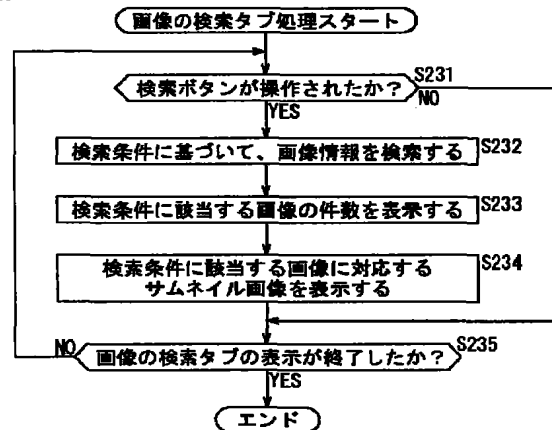 画像の検索タブ処理スタート
検索ボタンが操作されたか？
S231
NO
YES
検索条件に基づいて、画像情報を検索する
S232
検索条件に該当する画像の件数を表示する
S233
検索条件に該当する画像に対応する
サムネイル画像を表示する
S234
NO
画像の検索タブの表示が終了したか？
S235
YES
エンド